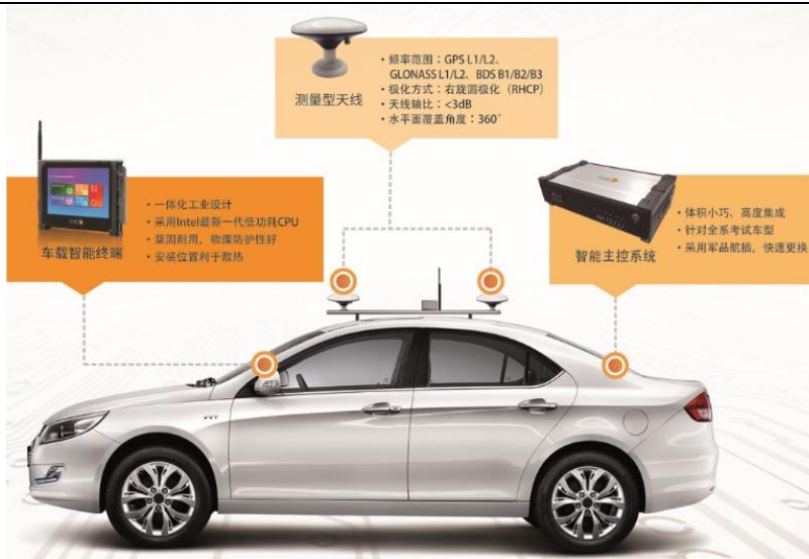 测量型天线
• 频率范围：GPS L1/L2、
GLONASS L1/L2、BDS B1/B2/B3
• 极化方式：右旋圆极化（RHCP）
• 天线轴比：<3dB
• 水平面覆盖角度：360°
车载智能终端
• 一体化工业设计
• 采用Intel最新一代低功耗CPU
• 坚固耐用，物理防护性好
• 安装位置利于散热
智能主控系统
• 体积小巧、高度集成
• 针对全系考试车型
• 采用军品航插，快速更换